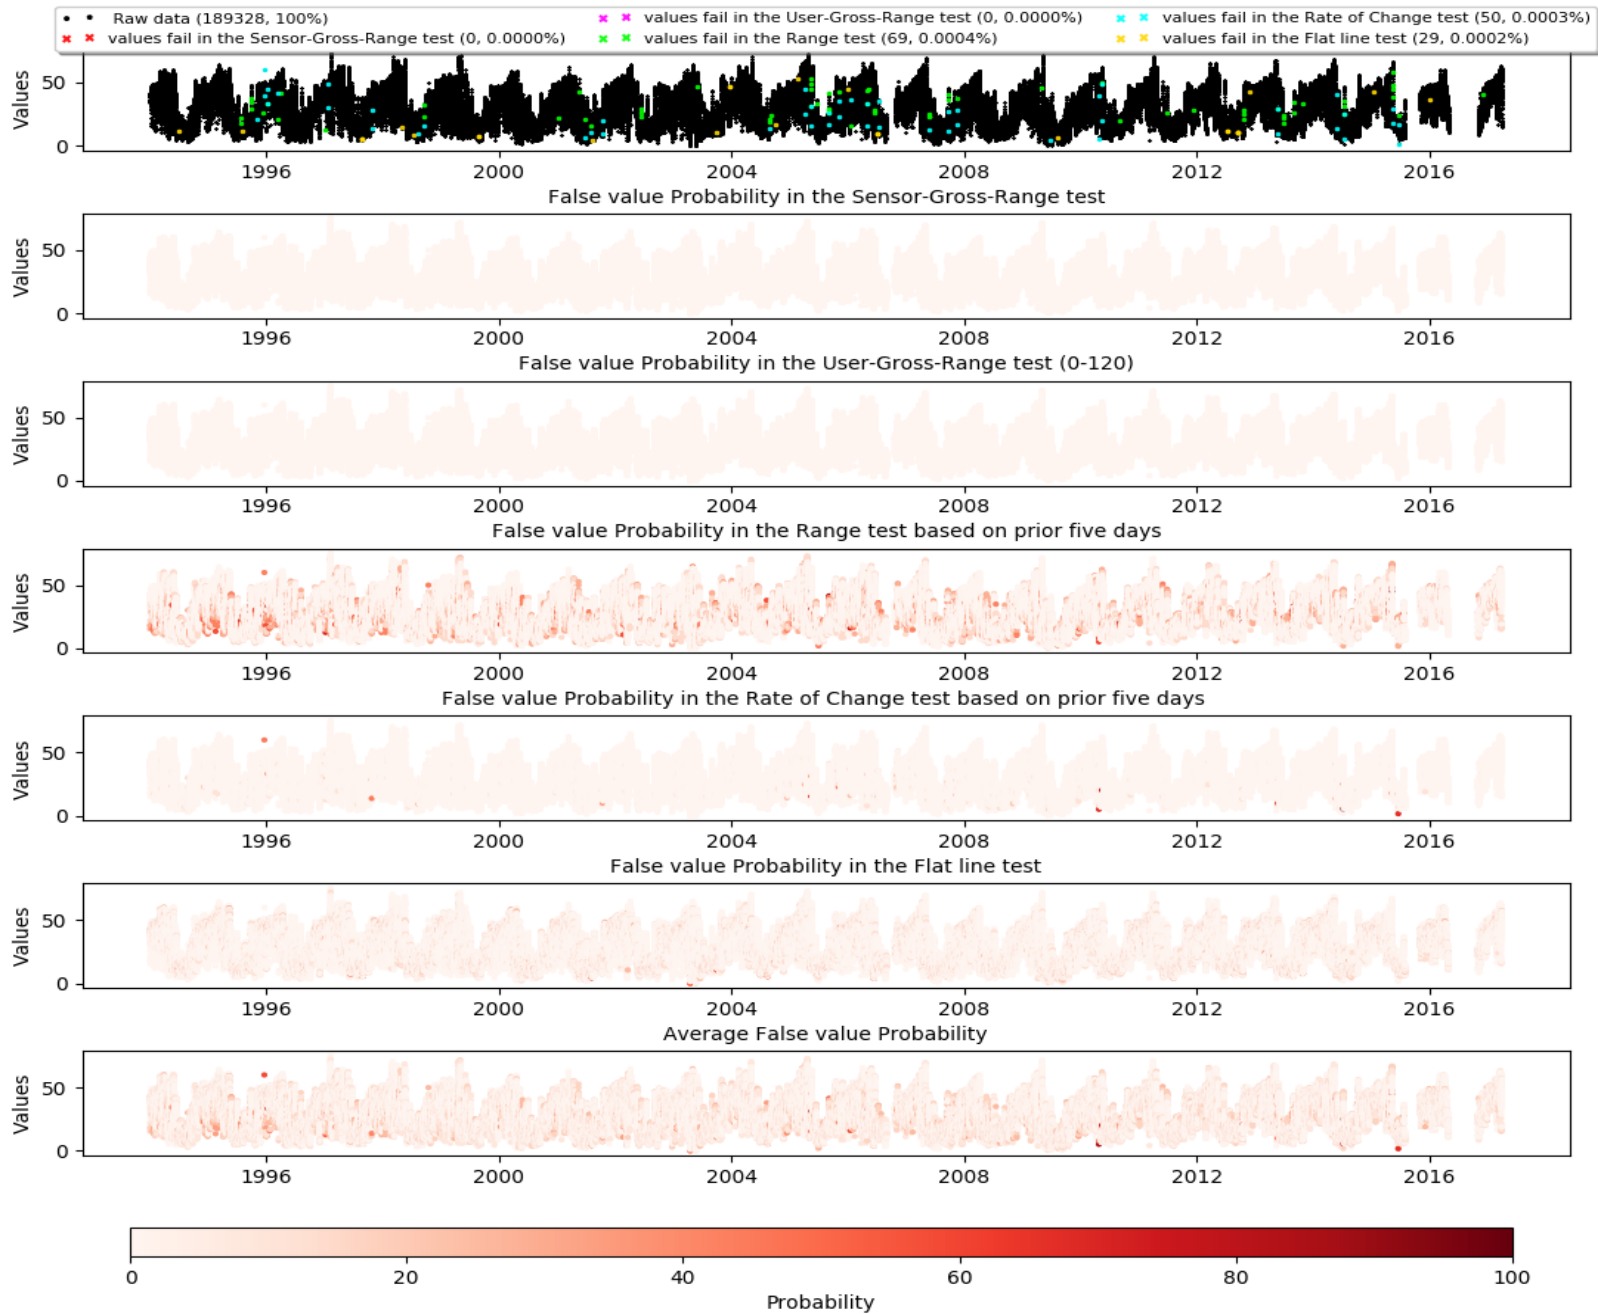 Raw data (189328, 100%)
values fail in the Sensor-Gross-Range test (0, 0.0000%)
values fail in the User-Gross-Range test (0, 0.0000%)
values fail in the Range test (69, 0.0004%)
values fail in the Rate of Change test (50, 0.0003%)
values fail in the Flat line test (29, 0.0002%)
Values
50
0
1996 2000 2004 2008 2012 2016
False value Probability in the Sensor-Gross-Range test
Values
50
0
1996 2000 2004 2008 2012 2016
False value Probability in the User-Gross-Range test (0-120)
Values
50
0
1996 2000 2004 2008 2012 2016
False value Probability in the Range test based on prior five days
Values
50
0
1996 2000 2004 2008 2012 2016
False value Probability in the Rate of Change test based on prior five days
Values
50
0
1996 2000 2004 2008 2012 2016
False value Probability in the Flat line test
Values
50
0
1996 2000 2004 2008 2012 2016
Average False value Probability
Values
50
0
1996 2000 2004 2008 2012 2016
0 20 40 60 80 100
Probability